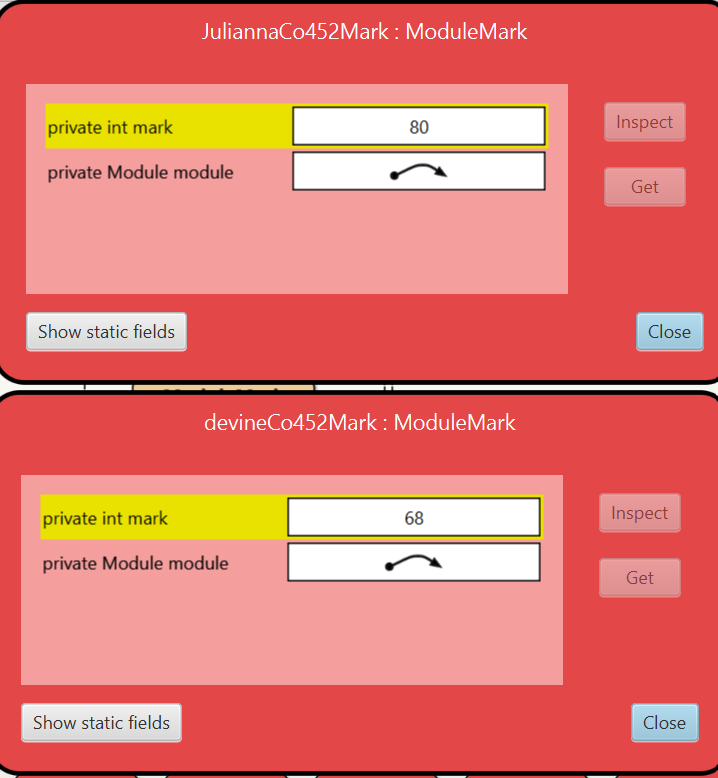 JuliannaCo452Mark : ModuleMark
private int mark 80
Inspect
private Module module
Get
Show static fields
Close
devineCo452Mark : ModuleMark
private int mark 68
Inspect
private Module module
Get
Show static fields
Close